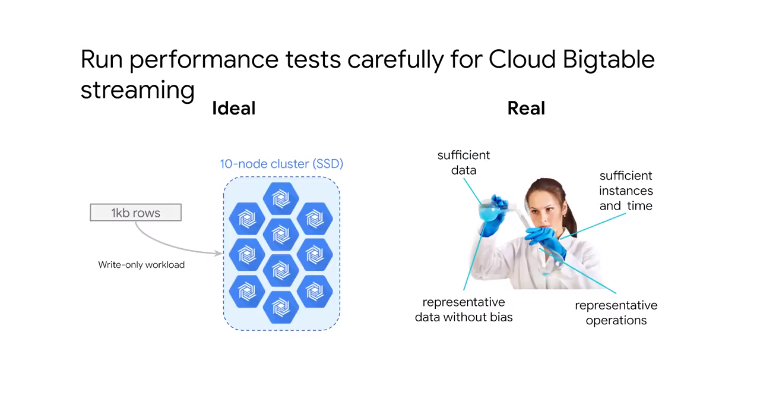 Run performance tests carefully for Cloud Bigtable
streaming
Ideal
Real
10-node cluster (SSD)
1kb rows
Write-only workload
sufficient
data
sufficient
instances
and time
representative
data without bias
representative
operations